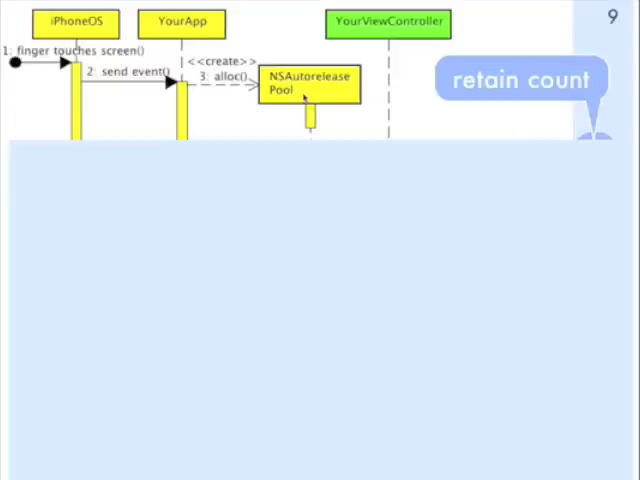 iPhoneOS
YourApp
YourViewController
9
1: finger touches screen()
2: send event()
<<create>>
3: alloc()
NSAutorelease
Pool
retain count